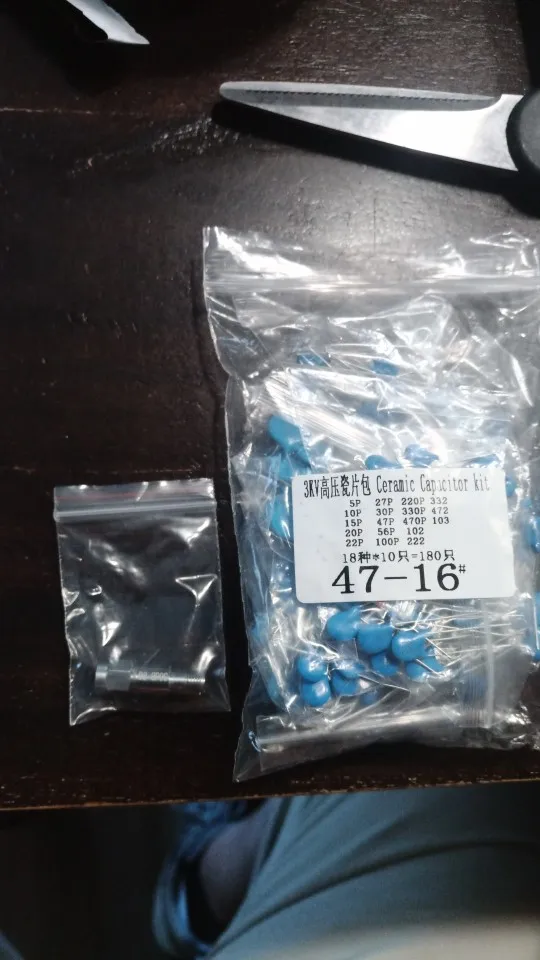 3KV高压瓷片包 Ceramic Capacitor kit
5P 27P 220P 332
10P 30P 330P 472
15P 47P 470P 103
20P 56P 102
22P 100P 222
18种*10只=180只
47-16#